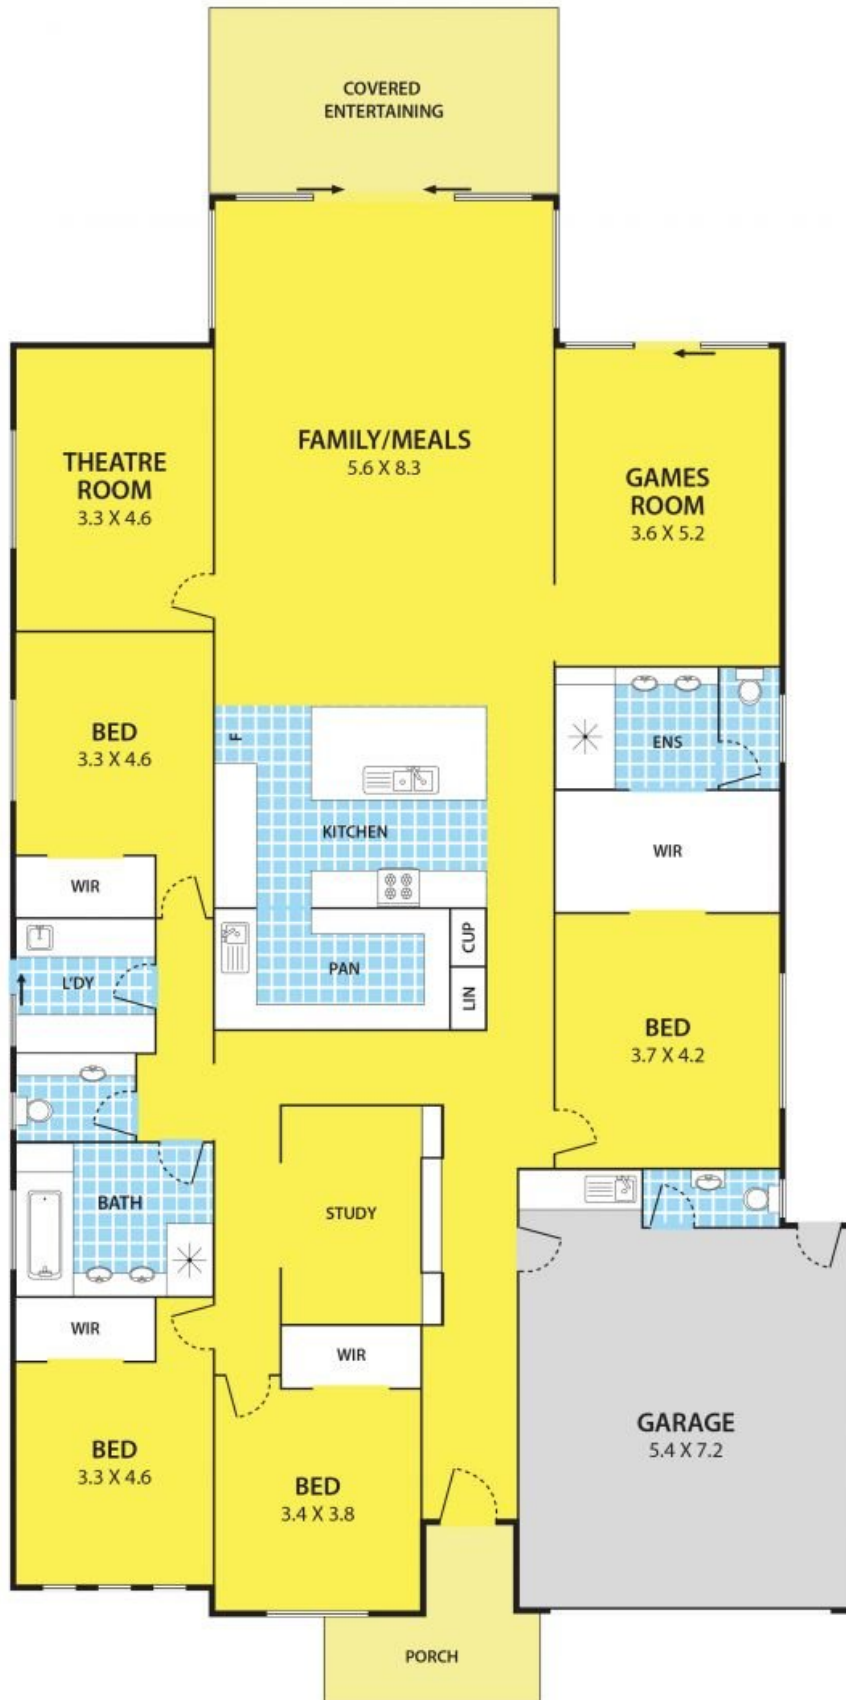 COVERED
ENTERTAINING
FAMILY/MEALS
5.6 X 8.3
THEATRE
ROOM
3.3 X 4.6
GAMES
ROOM
3.6 X 5.2
BED
3.3 X 4.6
F
ENS
KITCHEN
WIR
WIR
CUP
PAN
L'DY
LIN
BED
3.7 X 4.2
BATH
STUDY
WIR
WIR
GARAGE
5.4 X 7.2
BED
3.3 X 4.6
BED
3.4 X 3.8
PORCH